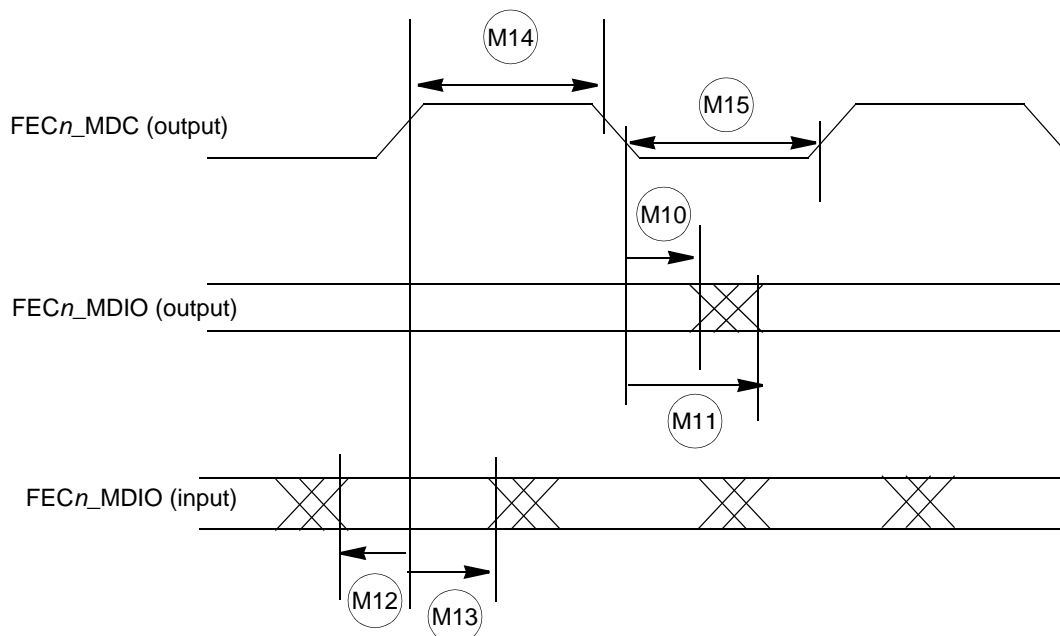 M14
M15
FECn_MDC (output)
M10
FECn_MDIO (output)
M11
FECn_MDIO (input)
M12
M13